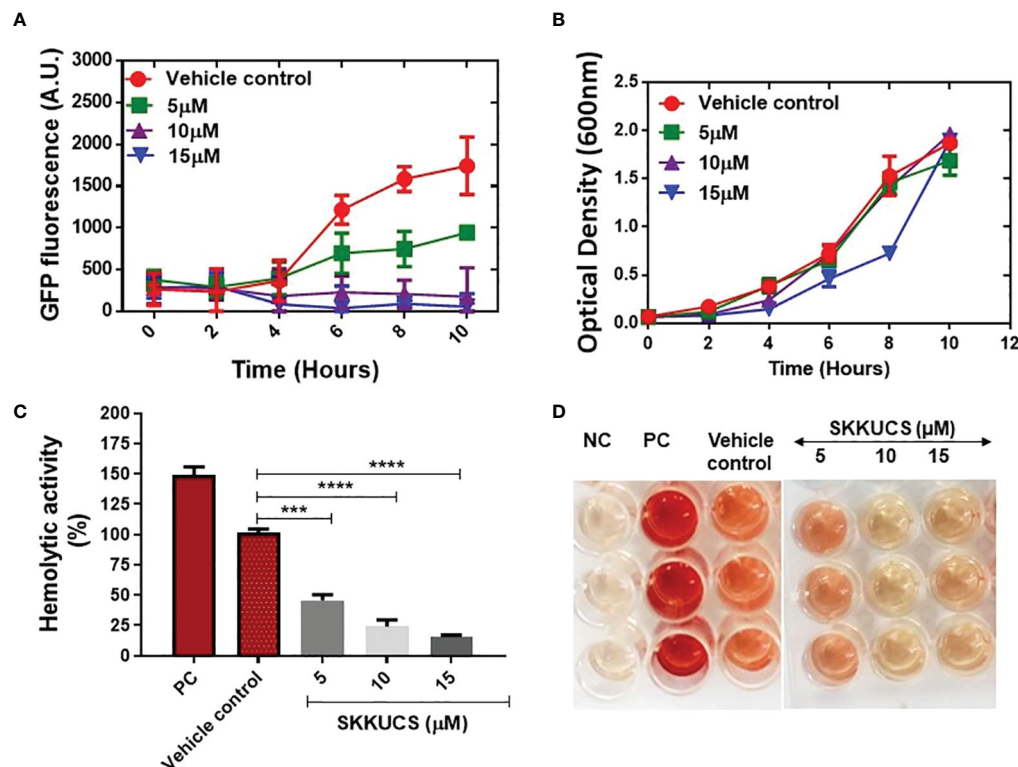 A
GFP fluorescence (A.U.)
3000
2500
2000
1500
1000
500
0
Vehicle control
5μM
10μM
15μM
0
2
4
6
8
10
Time (Hours)
B
Optical Density (600nm)
2.5
2.0
1.5
1.0
0.5
0.0
Vehicle control
5μM
10μM
15μM
0
2
4
6
8
10
12
Time (Hours)
C
Hemolytic activity
(%)
200
175
150
125
100
75
50
25
0
****
****
***
PC
Vehicle control
5
10
15
SKKUCS (μM)
D
NC
PC
Vehicle
control
SKKUCS (μM)
5
10
15